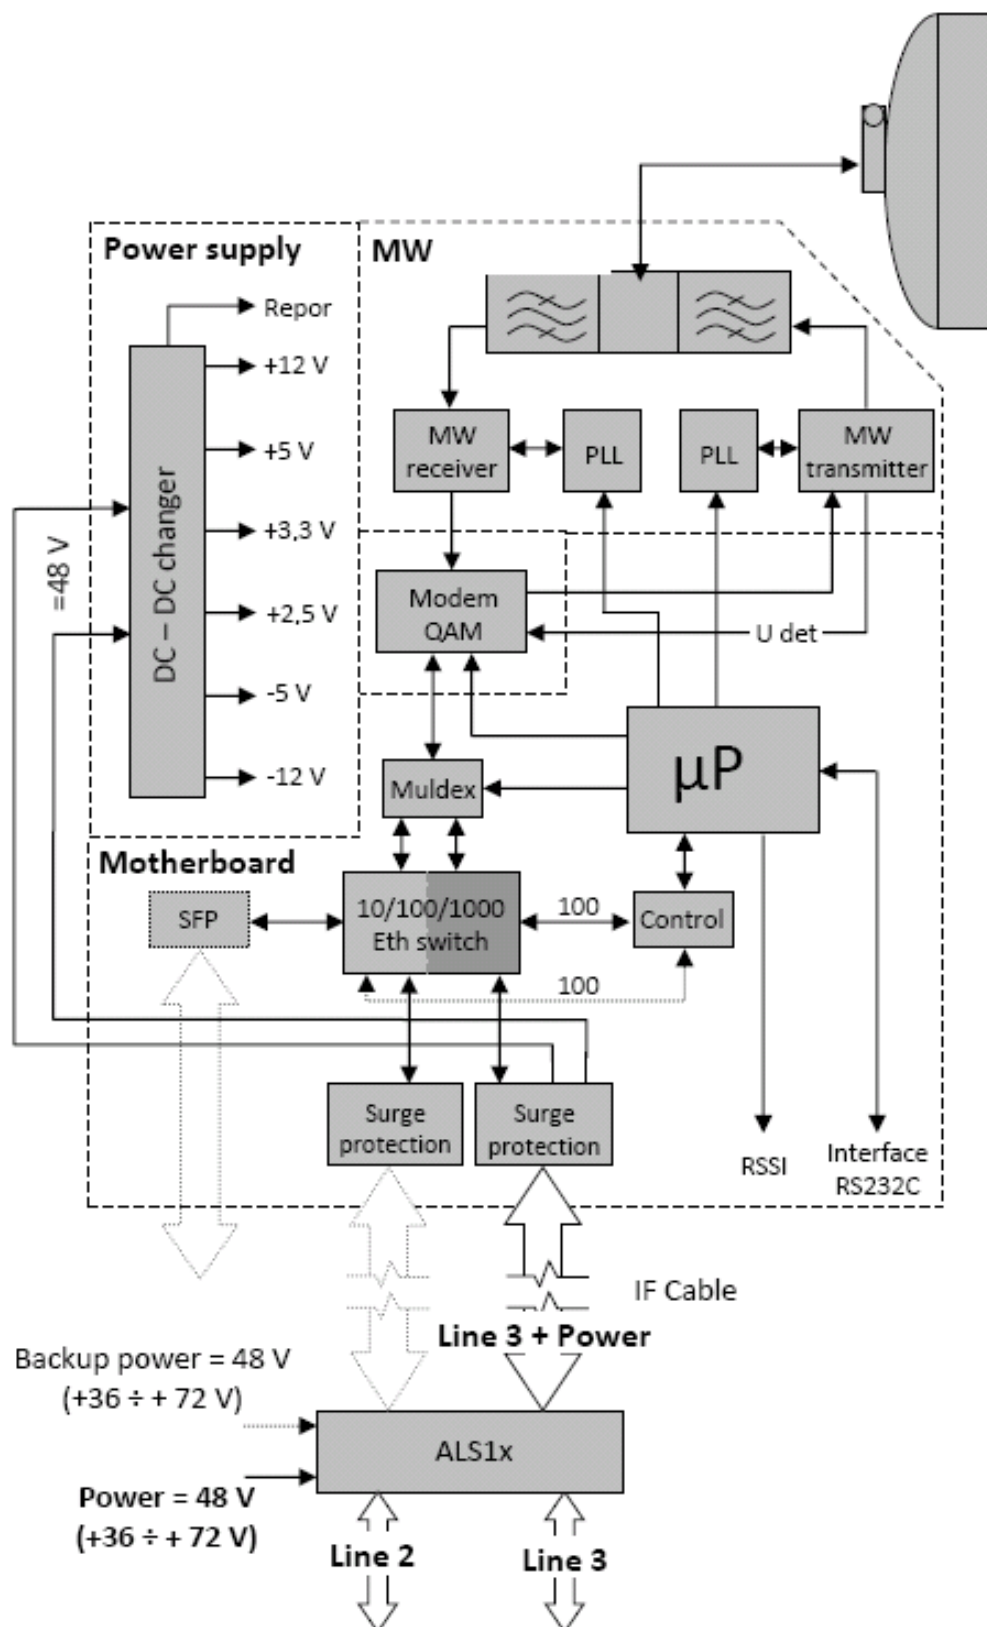 Power supply
MW
Repor
+12 V
+5 V
+3,3 V
+2,5 V
-5 V
-12 V
DC – DC changer
=48 V
MW
receiver
PLL
PLL
MW
transmitter
Modem
QAM
U det
µP
Muldex
Motherboard
SFP
10/100/1000
Eth switch
100
Control
100
Surge
protection
Surge
protection
RSSI
Interface
RS232C
IF Cable
Line 3 + Power
Backup power = 48 V
(+36 ÷ + 72 V)
ALS1x
Power = 48 V
(+36 ÷ + 72 V)
Line 2
Line 3